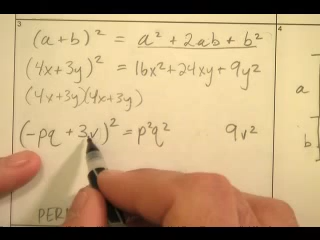 3
4
(a+b)² = a² + 2ab + b²
(4x+3y)² = 16x² + 24xy + 9y²
a
(4x+3y)(4x+3y)
(-pq + 3v)² = p²q² 9v²
b
PER